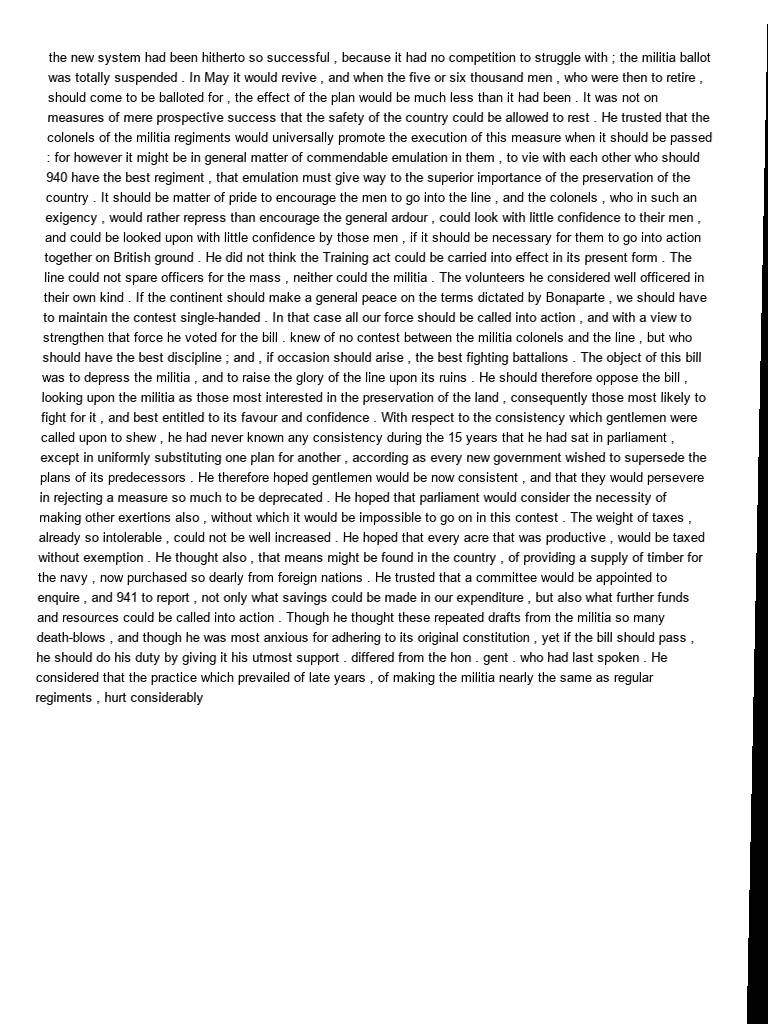 the new system had been hitherto so successful , because it had no competition to struggle with ; the militia ballot
was totally suspended . In May it would revive , and when the five or six thousand men , who were then to retire ,
should come to be balloted for , the effect of the plan would be much less than it had been . It was not on
measures of mere prospective success that the safety of the country could be allowed to rest . He trusted that the
colonels of the militia regiments would universally promote the execution of this measure when it should be passed
: for however it might be in general matter of commendable emulation in them , to vie with each other who should
940 have the best regiment , that emulation must give way to the superior importance of the preservation of the
country . It should be matter of pride to encourage the men to go into the line , and the colonels , who in such an
exigency , would rather repress than encourage the general ardour , could look with little confidence to their men ,
and could be looked upon with little confidence by those men , if it should be necessary for them to go into action
together on British ground . He did not think the Training act could be carried into effect in its present form . The
line could not spare officers for the mass , neither could the militia . The volunteers he considered well officered in
their own kind . If the continent should make a general peace on the terms dictated by Bonaparte , we should have
to maintain the contest single-handed . In that case all our force should be called into action , and with a view to
strengthen that force he voted for the bill . knew of no contest between the militia colonels and the line , but who
should have the best discipline ; and , if occasion should arise , the best fighting battalions . The object of this bill
was to depress the militia , and to raise the glory of the line upon its ruins . He should therefore oppose the bill ,
looking upon the militia as those most interested in the preservation of the land , consequently those most likely to
fight for it , and best entitled to its favour and confidence . With respect to the consistency which gentlemen were
called upon to shew , he had never known any consistency during the 15 years that he had sat in parliament ,
except in uniformly substituting one plan for another , according as every new government wished to supersede the
plans of its predecessors . He therefore hoped gentlemen would be now consistent , and that they would persevere
in rejecting a measure so much to be deprecated . He hoped that parliament would consider the necessity of
making other exertions also , without which it would be impossible to go on in this contest . The weight of taxes ,
already so intolerable , could not be well increased . He hoped that every acre that was productive , would be taxed
without exemption . He thought also , that means might be found in the country , of providing a supply of timber for
the navy , now purchased so dearly from foreign nations . He trusted that a committee would be appointed to
enquire , and 941 to report , not only what savings could be made in our expenditure , but also what further funds
and resources could be called into action . Though he thought these repeated drafts from the militia so many
death-blows , and though he was most anxious for adhering to its original constitution , yet if the bill should pass ,
he should do his duty by giving it his utmost support . differed from the hon . gent . who had last spoken . He
considered that the practice which prevailed of late years , of making the militia nearly the same as regular
regiments , hurt considerably